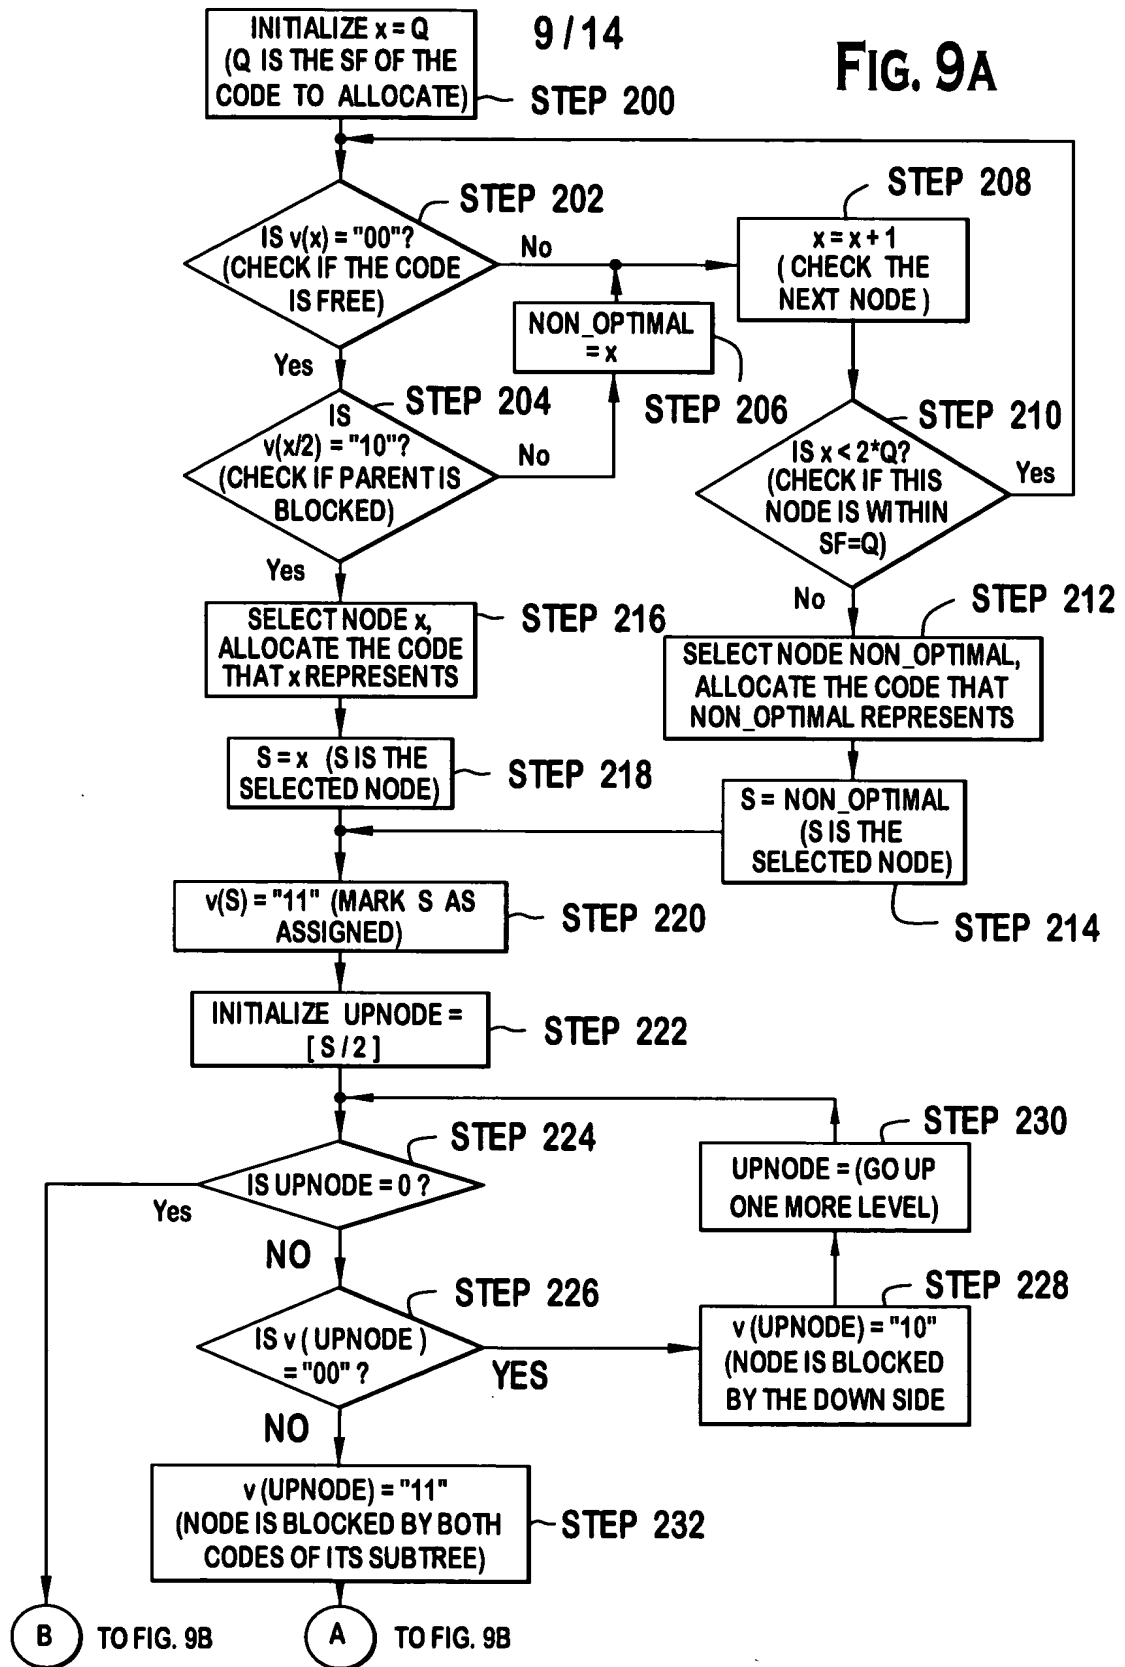 9/14
FIG. 9A
INITIALIZE x = Q
(Q IS THE SF OF THE
CODE TO ALLOCATE)
STEP 200
STEP 202
IS v(x) = "00"?
(CHECK IF THE CODE
IS FREE)
No
Yes
STEP 208
x = x + 1
( CHECK THE
NEXT NODE )
NON_OPTIMAL
= x
STEP 206
STEP 204
IS
v(x/2) = "10"?
(CHECK IF PARENT IS
BLOCKED)
No
Yes
STEP 210
IS x < 2*Q?
(CHECK IF THIS
NODE IS WITHIN
SF=Q)
Yes
No
STEP 216
SELECT NODE x,
ALLOCATE THE CODE
THAT x REPRESENTS
STEP 212
SELECT NODE NON_OPTIMAL,
ALLOCATE THE CODE THAT
NON_OPTIMAL REPRESENTS
S = x (S IS THE
SELECTED NODE)
STEP 218
S = NON_OPTIMAL
(S IS THE
SELECTED NODE)
STEP 214
v(S) = "11" (MARK S AS
ASSIGNED)
STEP 220
INITIALIZE UPNODE =
[ S / 2 ]
STEP 222
STEP 224
IS UPNODE = 0 ?
Yes
NO
STEP 230
UPNODE = (GO UP
ONE MORE LEVEL)
STEP 226
IS v ( UPNODE )
= "00" ?
YES
NO
STEP 228
v (UPNODE) = "10"
(NODE IS BLOCKED
BY THE DOWN SIDE
v (UPNODE) = "11"
(NODE IS BLOCKED BY BOTH
CODES OF ITS SUBTREE)
STEP 232
B TO FIG. 9B
A TO FIG. 9B